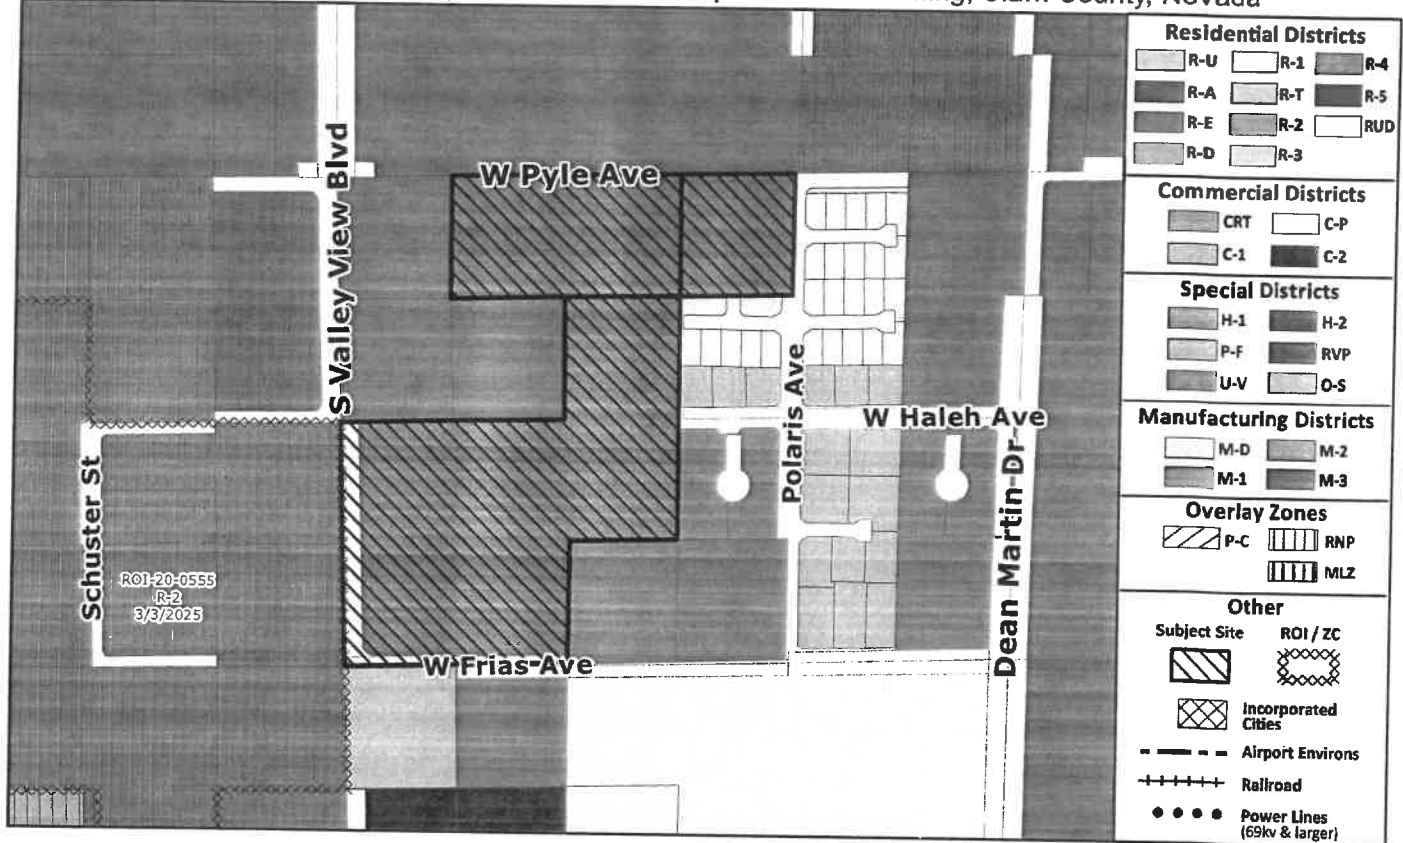 Clark County, Nevada
W Pyle Ave
S Valley View Blvd
Polaris Ave
W Haleh Ave
Schuster St
Dean Martin Dr
ROI-20-0555
R-2
3/3/2025
W Frias Ave
Residential Districts
R-U R-1 R-4
R-A R-T R-5
R-E R-2 RUD
R-D R-3
Commercial Districts
CRT C-P
C-1 C-2
Special Districts
H-1 H-2
P-F RVP
U-V O-S
Manufacturing Districts
M-D M-2
M-1 M-3
Overlay Zones
P-C RNP
MLZ
Other
Subject Site ROI / ZC
Incorporated
Cities
Airport Environs
Railroad
Power Lines
(69kv & larger)